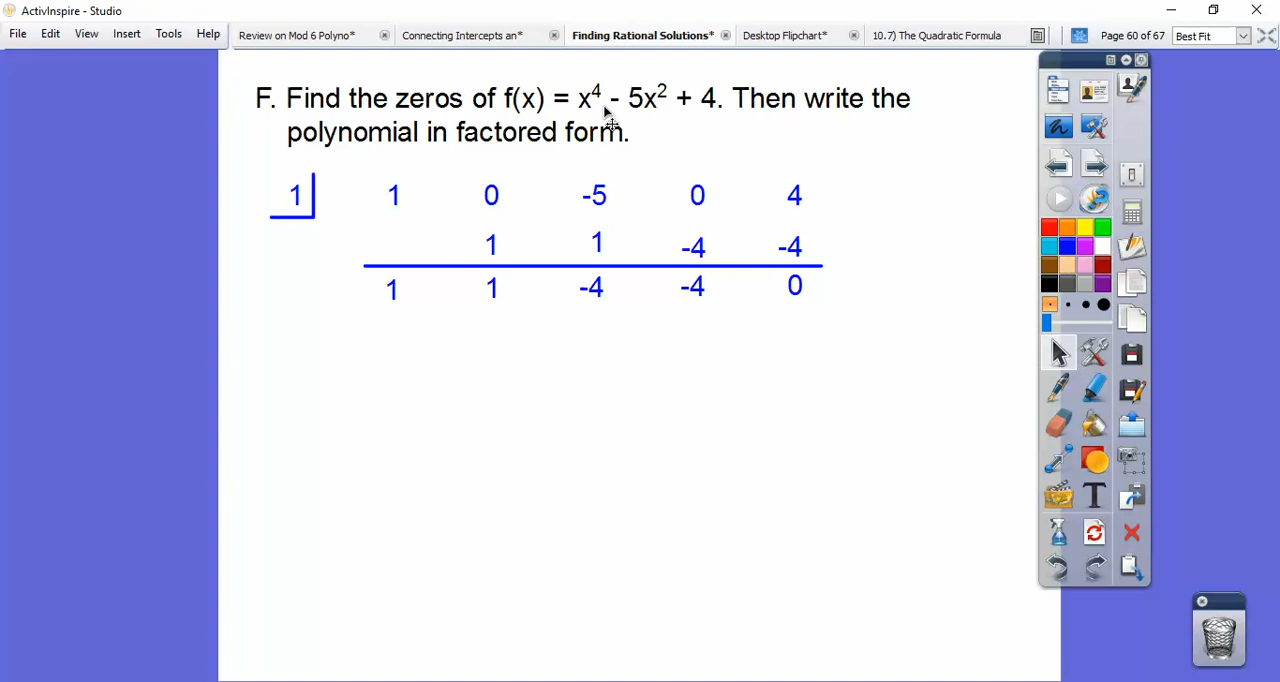 ActivInspire - Studio
File Edit View Insert Tools Help
Review on Mod 6 Polyno* Connecting Intercepts an* Finding Rational Solutions* Desktop Flipchart* 10.7) The Quadratic Formula Page 60 of 67 Best Fit
F. Find the zeros of f(x) = x⁴ - 5x² + 4. Then write the
polynomial in factored form.
1 1 0 -5 0 4
1 1 -4 -4
1 1 -4 -4 0